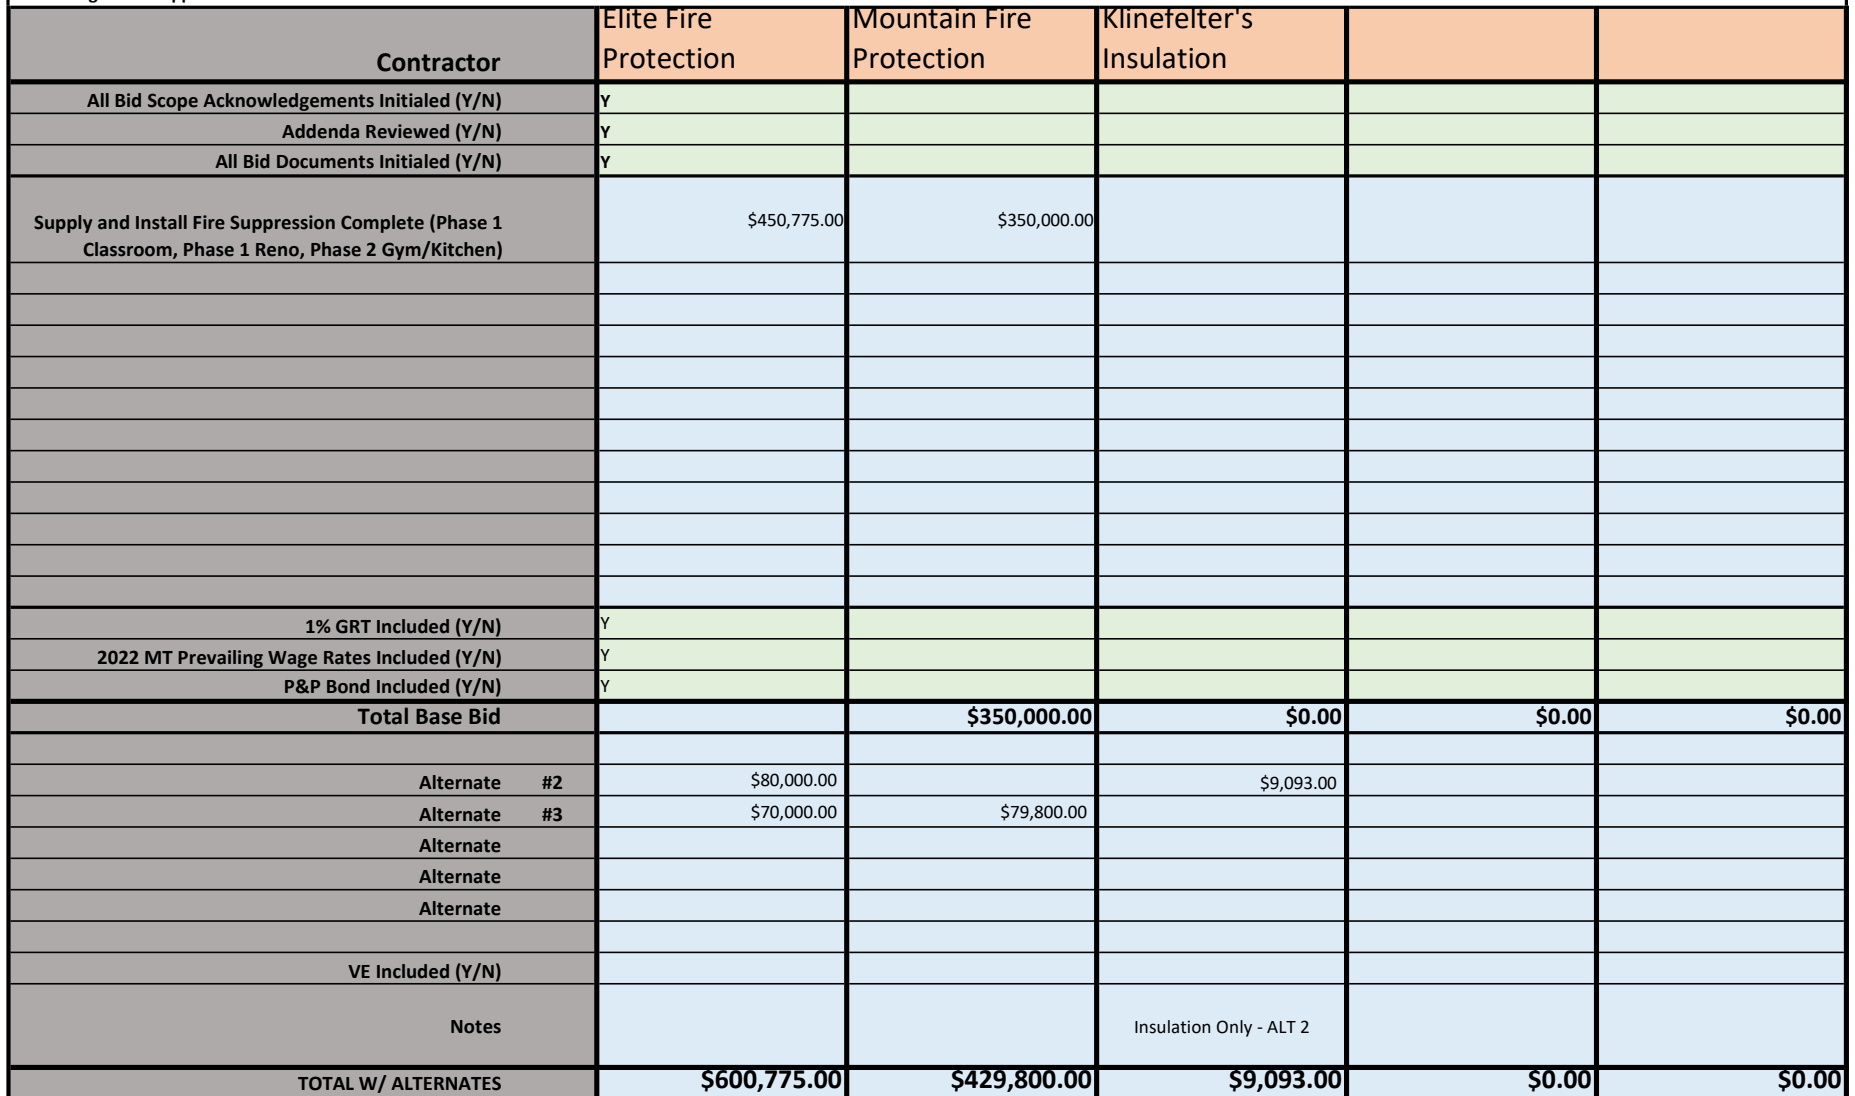 Elite Fire Mountain Fire Klinefelter's
Contractor Protection Protection Insulation
All Bid Scope Acknowledgements Initialed (Y/N) Y
Addenda Reviewed (Y/N) Y
All Bid Documents Initialed (Y/N) Y
Supply and Install Fire Suppression Complete (Phase 1 $450,775.00 $350,000.00
Classroom, Phase 1 Reno, Phase 2 Gym/Kitchen)
1% GRT Included (Y/N) Y
2022 MT Prevailing Wage Rates Included (Y/N) Y
P&P Bond Included (Y/N) Y
Total Base Bid $350,000.00 $0.00 $0.00 $0.00
Alternate #2 $80,000.00 $9,093.00
Alternate #3 $70,000.00 $79,800.00
Alternate
Alternate
Alternate
VE Included (Y/N)
Notes Insulation Only - ALT 2
TOTAL W/ ALTERNATES $600,775.00 $429,800.00 $9,093.00 $0.00 $0.00